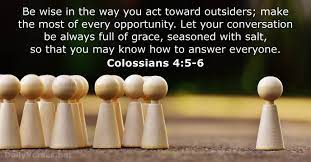 Be wise in the way you act toward outsiders; make
the most of every opportunity. Let your conversation
be always full of grace, seasoned with salt,
so that you may know how to answer everyone.
Colossians 4:5-6
DailyVerses.net